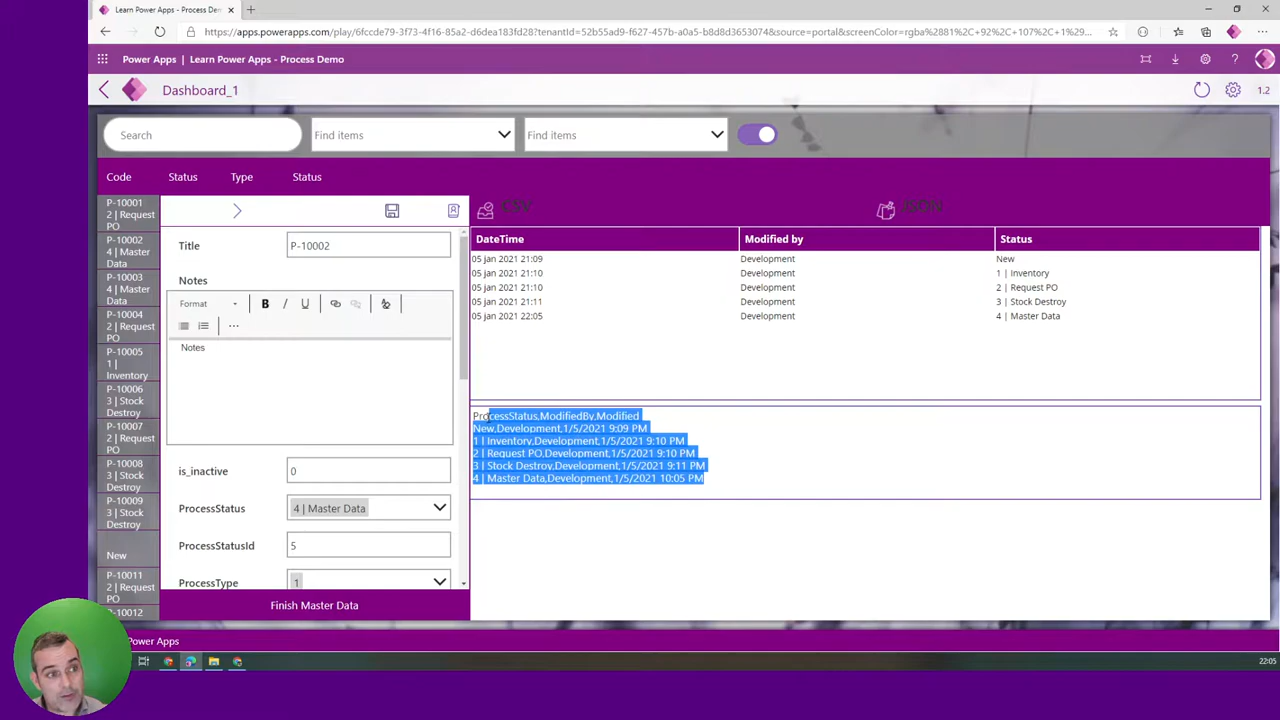 Learn Power Apps - Process Demo
https://apps.powerapps.com/play/6fccde79-3f73-4f16-85a2-d6dea13fd28?tenantId=52b55ad9-f627-457b-a0a5-b8d8d3653074&source=portal&screenColor=rgba%2881%2C+92%2C+107%2C+1%29...
Power Apps | Learn Power Apps - Process Demo
Dashboard_1
1.2
Search
Find items
Find items
Code Status Type Status
P-10001
2 | Request
PO
P-10002
4 | Master
Data
P-10003
4 | Master
Data
P-10004
2 | Request
PO
P-10005
1 |
Inventory
P-10006
3 | Stock
Destroy
P-10007
2 | Request
PO
P-10008
3 | Stock
Destroy
P-10009
3 | Stock
Destroy
New
P-10011
2 | Request
PO
P-10012
Title P-10002
Notes
Format B I U
Notes
is_inactive 0
ProcessStatus 4 | Master Data
ProcessStatusId 5
ProcessType 1
Finish Master Data
CSV JSON
DateTime Modified by Status
05 jan 2021 21:09 Development New
05 jan 2021 21:10 Development 1 | Inventory
05 jan 2021 21:10 Development 2 | Request PO
05 jan 2021 21:11 Development 3 | Stock Destroy
05 jan 2021 22:05 Development 4 | Master Data
ProcessStatus,ModifiedBy,Modified
New,Development,1/5/2021 9:09 PM
1 | Inventory,Development,1/5/2021 9:10 PM
2 | Request PO,Development,1/5/2021 9:10 PM
3 | Stock Destroy,Development,1/5/2021 9:11 PM
4 | Master Data,Development,1/5/2021 10:05 PM
Power Apps
22:05